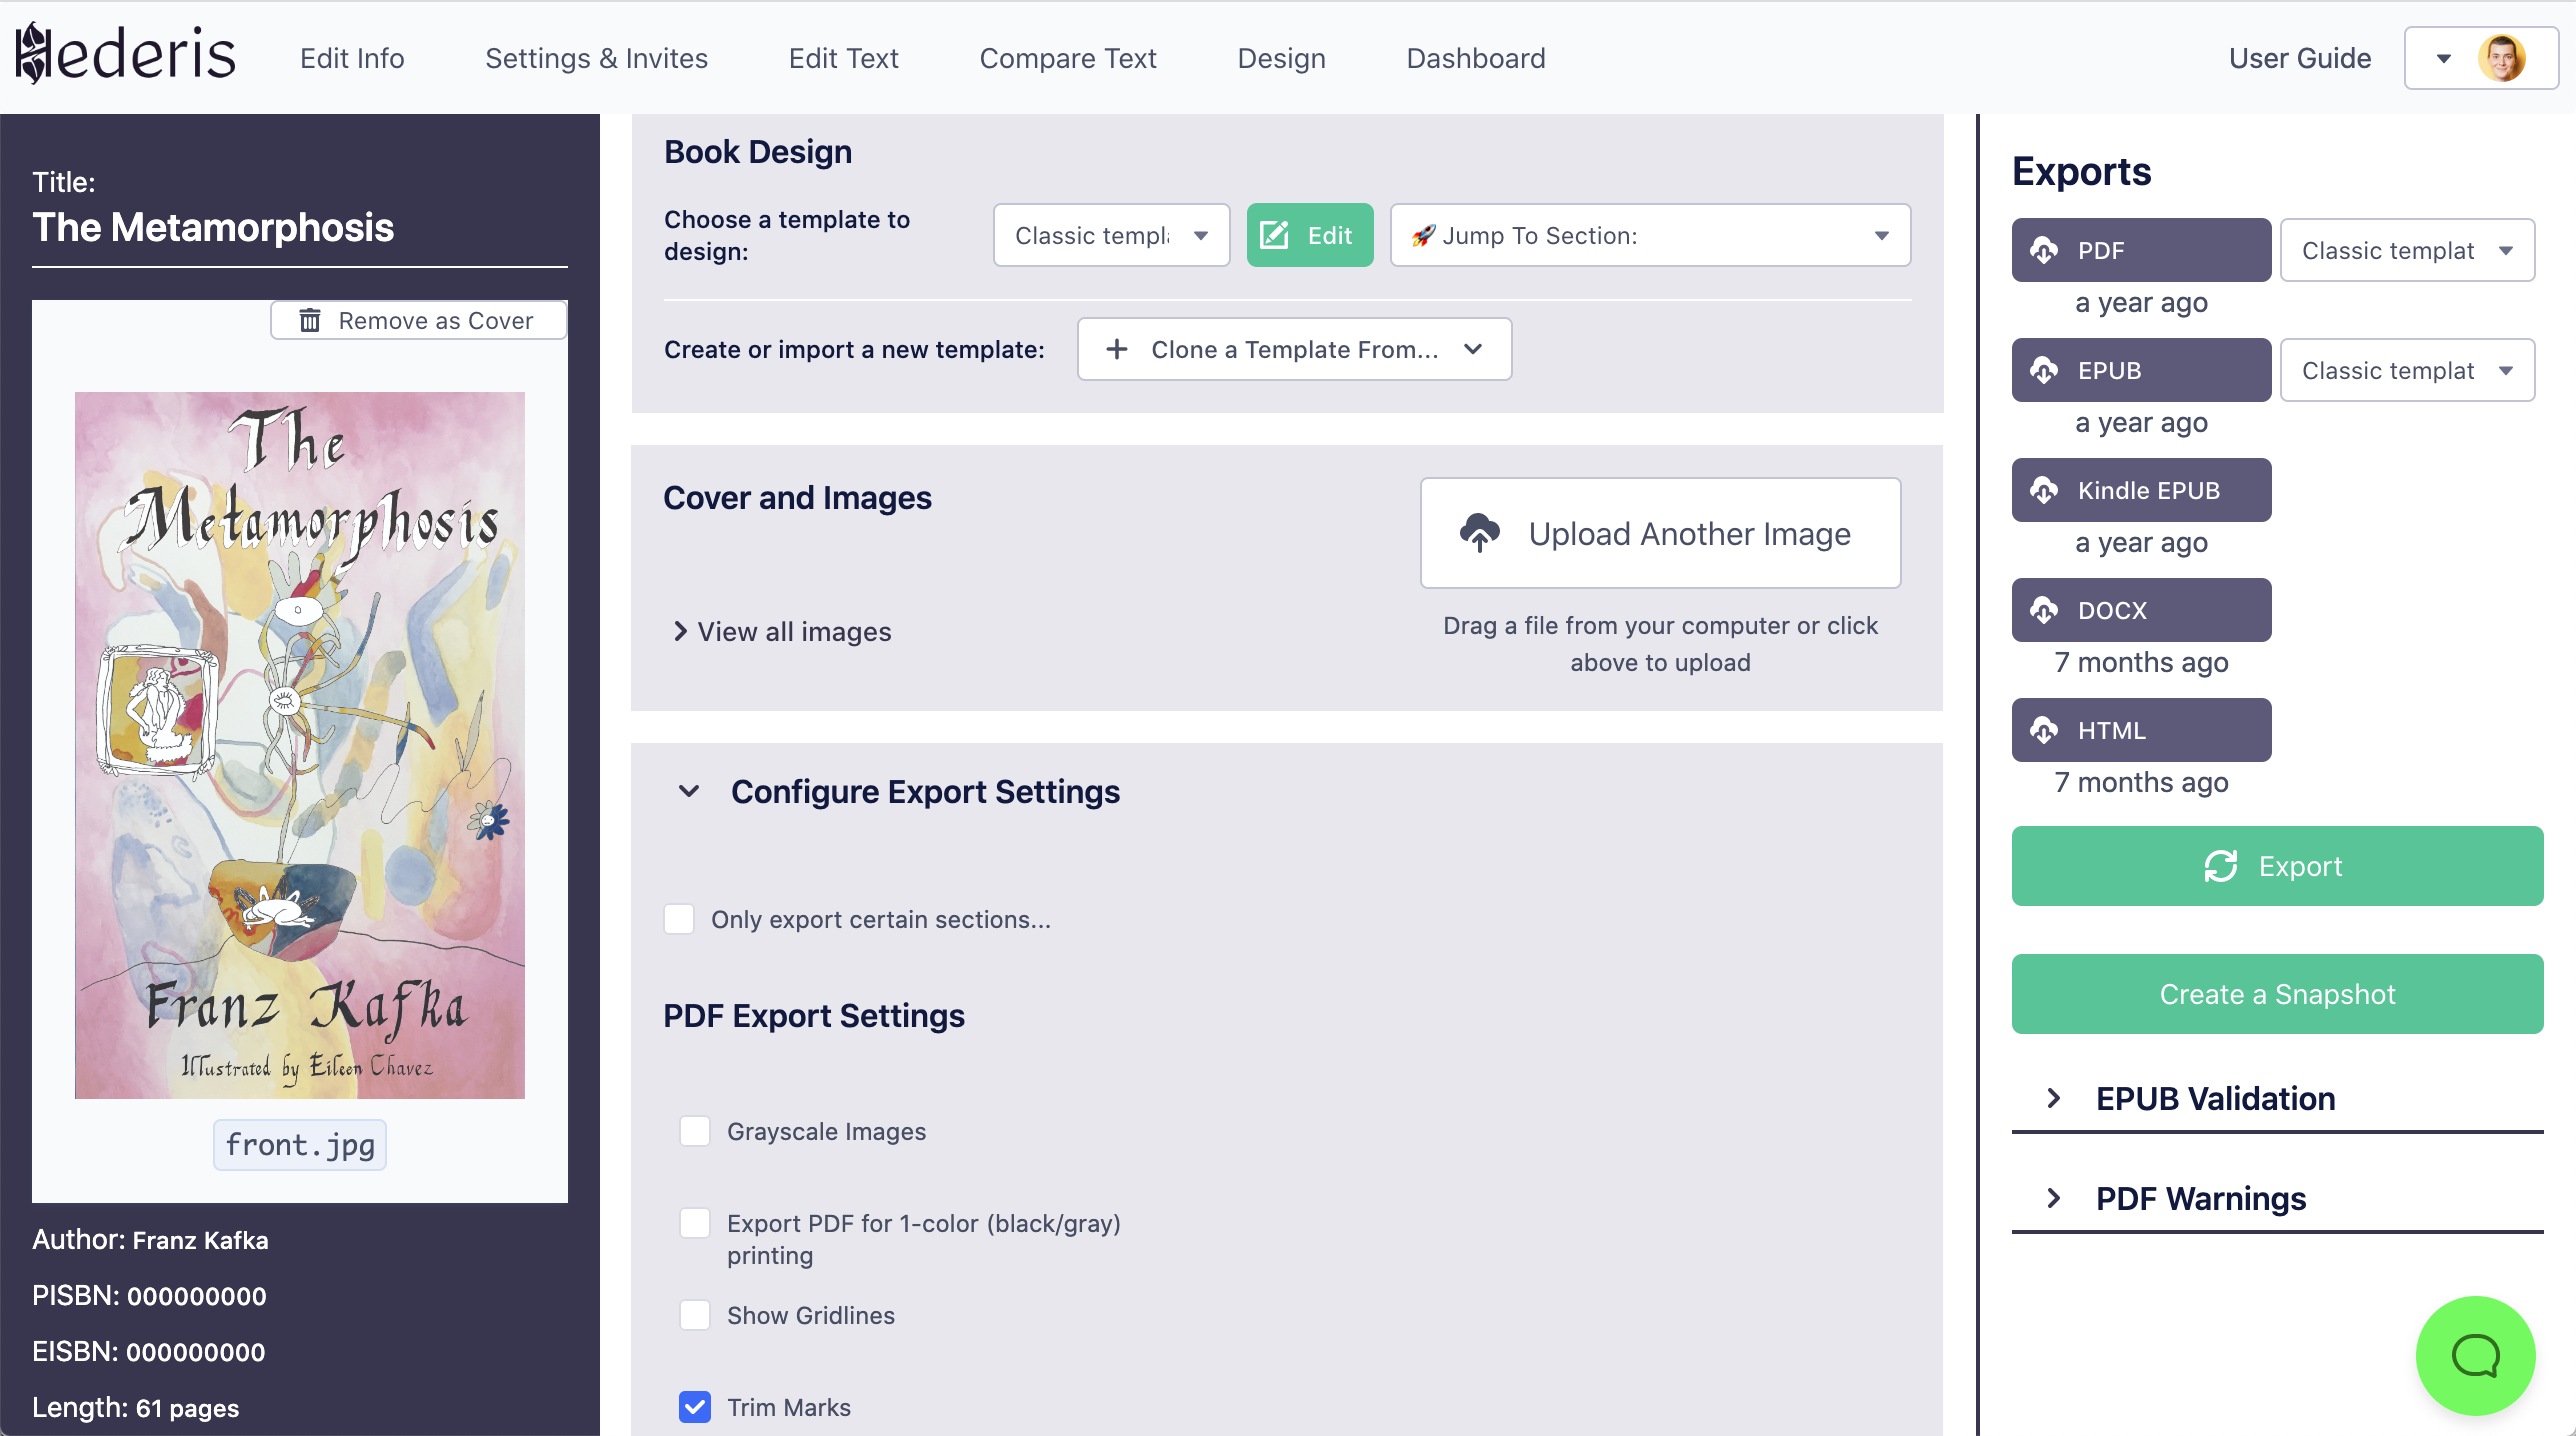 Hederis
Edit Info
Settings & Invites
Edit Text
Compare Text
Design
Dashboard
User Guide
Title:
The Metamorphosis
Remove as Cover
The
Metamorphosis
Franz Kafka
Illustrated by Eileen Chavez
front.jpg
Author: Franz Kafka
PISBN: 000000000
EISBN: 000000000
Length: 61 pages
Book Design
Choose a template to
design:
Classic templ
Edit
🚀 Jump To Section:
Create or import a new template:
Clone a Template From...
Cover and Images
Upload Another Image
View all images
Drag a file from your computer or click
above to upload
Configure Export Settings
Only export certain sections...
PDF Export Settings
Grayscale Images
Export PDF for 1-color (black/gray)
printing
Show Gridlines
Trim Marks
Exports
PDF
Classic templat
a year ago
EPUB
Classic templat
a year ago
Kindle EPUB
a year ago
DOCX
7 months ago
HTML
7 months ago
Export
Create a Snapshot
EPUB Validation
PDF Warnings